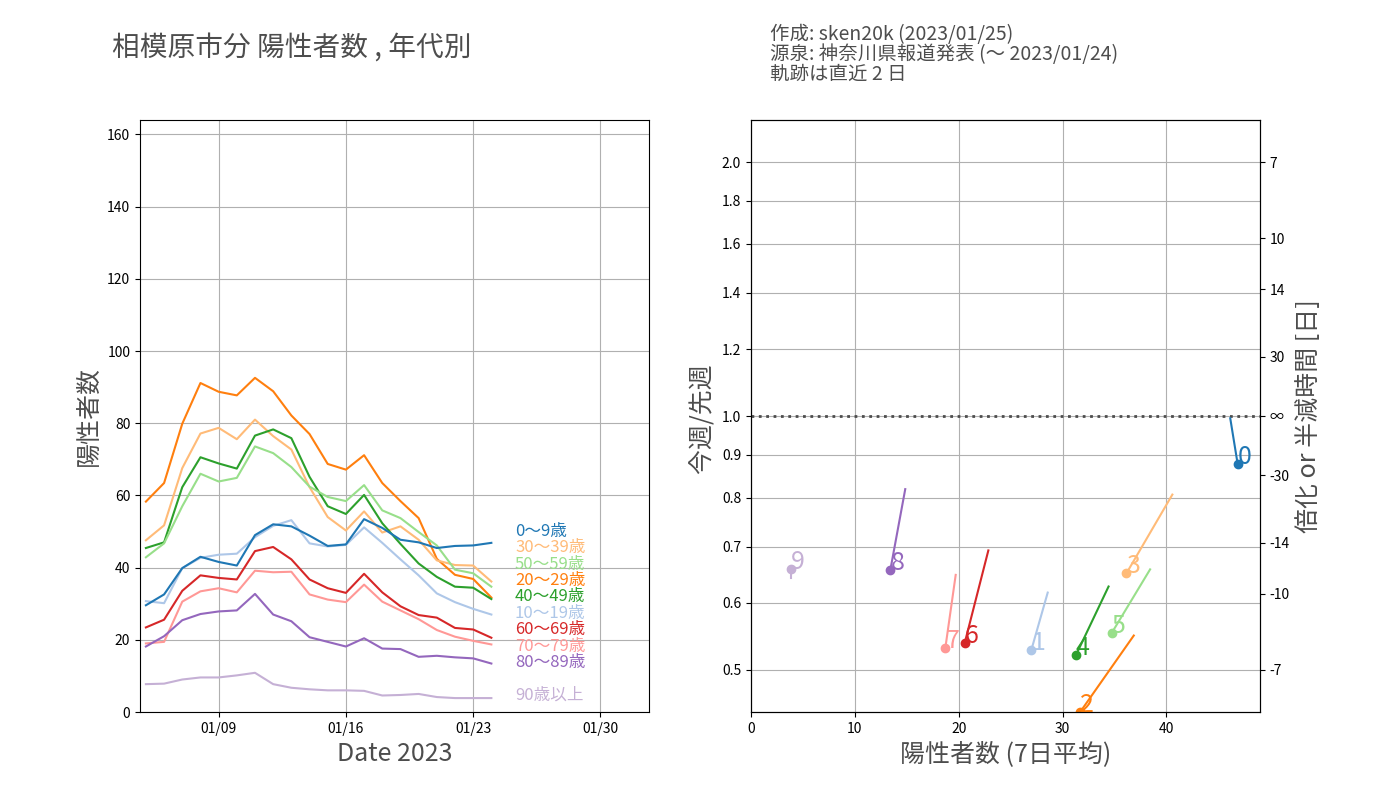 相模原市分 陽性者数 , 年代別
作成: sken20k (2023/01/25)
源泉: 神奈川県報道発表 (〜 2023/01/24)
軌跡は直近 2 日
陽性者数
160
140
120
100
80
60
40
20
0
01/09
01/16
01/23
01/30
Date 2023
0〜9歳
30〜39歳
50〜59歳
20〜29歳
40〜49歳
10〜19歳
60〜69歳
70〜79歳
80〜89歳
90歳以上
今週/先週
2.0
1.8
1.6
1.4
1.2
1.0
0.9
0.8
0.7
0.6
0.5
0
10
20
30
40
陽性者数 (7日平均)
9
8
7
6
1
4
2
5
3
0
7
10
14
30
∞
-30
-14
-10
-7
倍化 or 半減時間 [日]